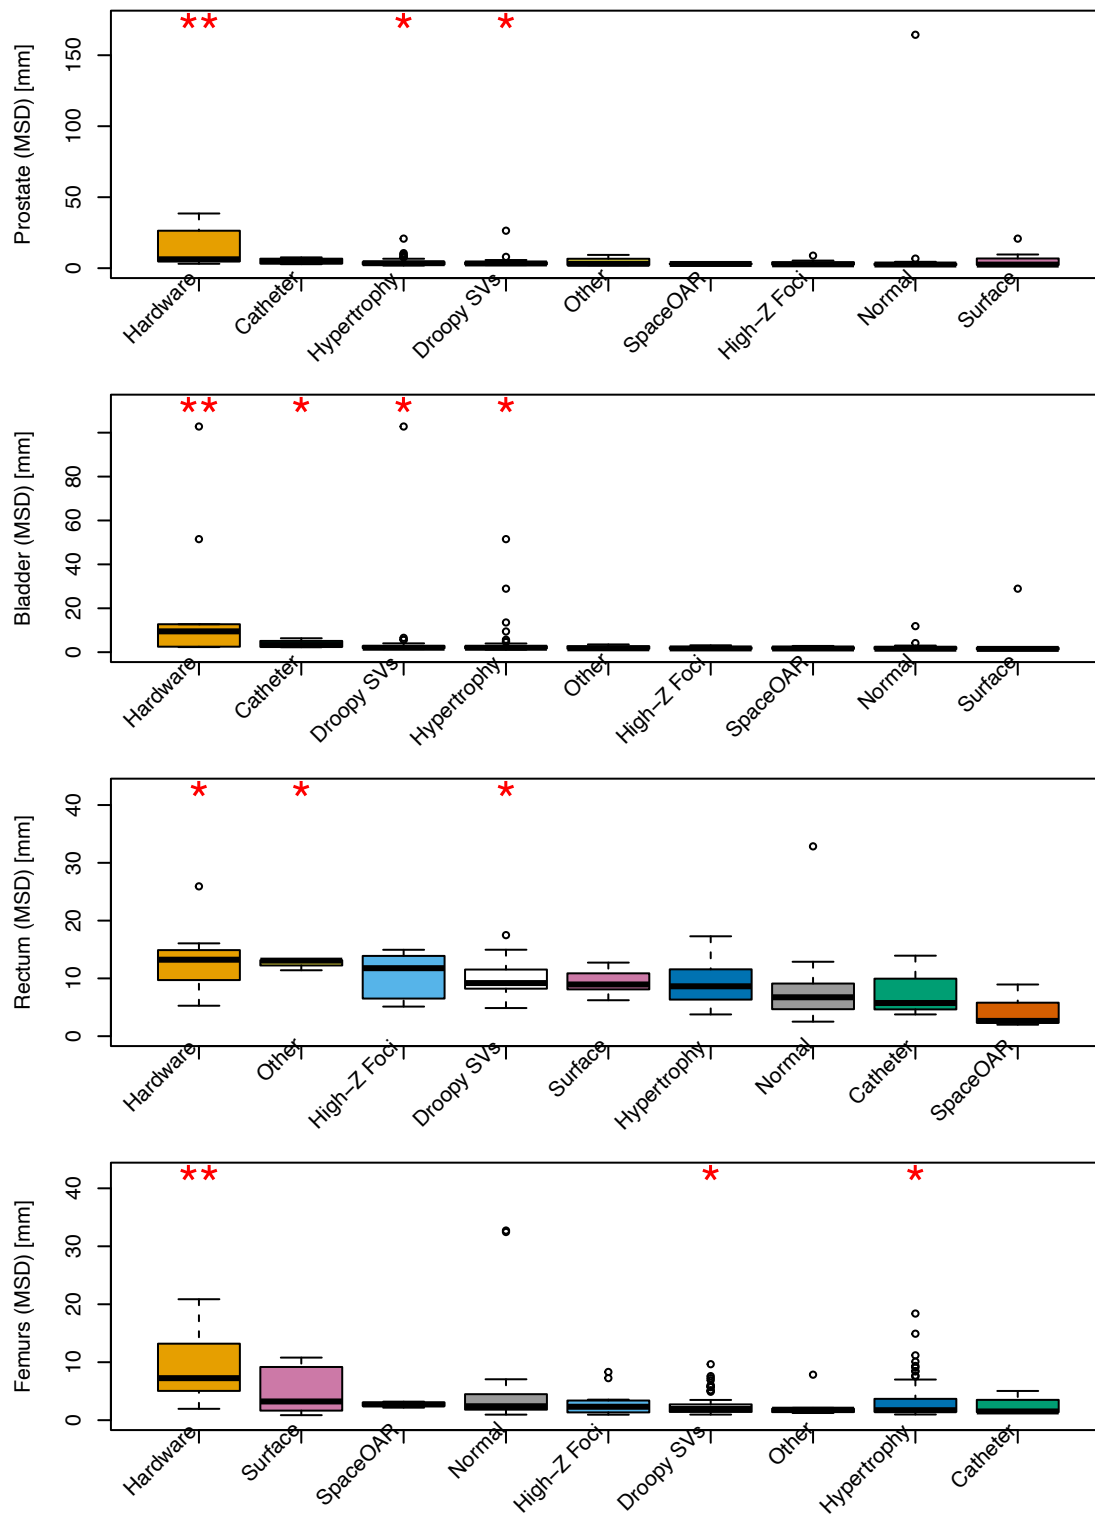 Prostate (MSD) [mm]
0 50 100 150
** * *
Hardware Catheter Hypertrophy Droopy SVs Other SpaceOAR High−Z Foci Normal Surface
Bladder (MSD) [mm]
0 20 40 60 80
** * * *
Hardware Catheter Droopy SVs Hypertrophy Other High−Z Foci SpaceOAR Normal Surface
Rectum (MSD) [mm]
0 10 20 30 40
* * *
Hardware Other High−Z Foci Droopy SVs Surface Hypertrophy Normal Catheter SpaceOAR
Femurs (MSD) [mm]
0 10 20 30 40
** * *
Hardware Surface SpaceOAR Normal High−Z Foci Droopy SVs Other Hypertrophy Catheter